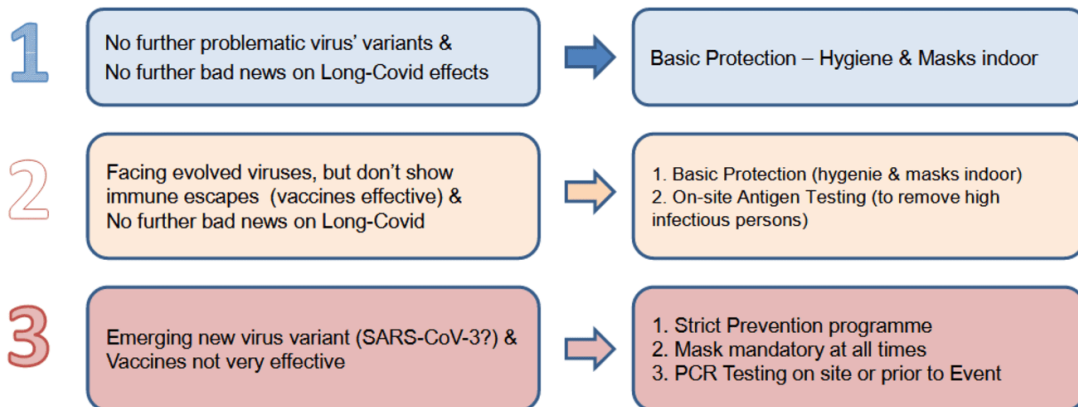 1
No further problematic virus' variants &
No further bad news on Long-Covid effects
Basic Protection – Hygiene & Masks indoor
2
Facing evolved viruses, but don't show
immune escapes (vaccines effective) &
No further bad news on Long-Covid
1. Basic Protection (hygenie & masks indoor)
2. On-site Antigen Testing (to remove high
infectious persons)
3
Emerging new virus variant (SARS-CoV-3?) &
Vaccines not very effective
1. Strict Prevention programme
2. Mask mandatory at all times
3. PCR Testing on site or prior to Event